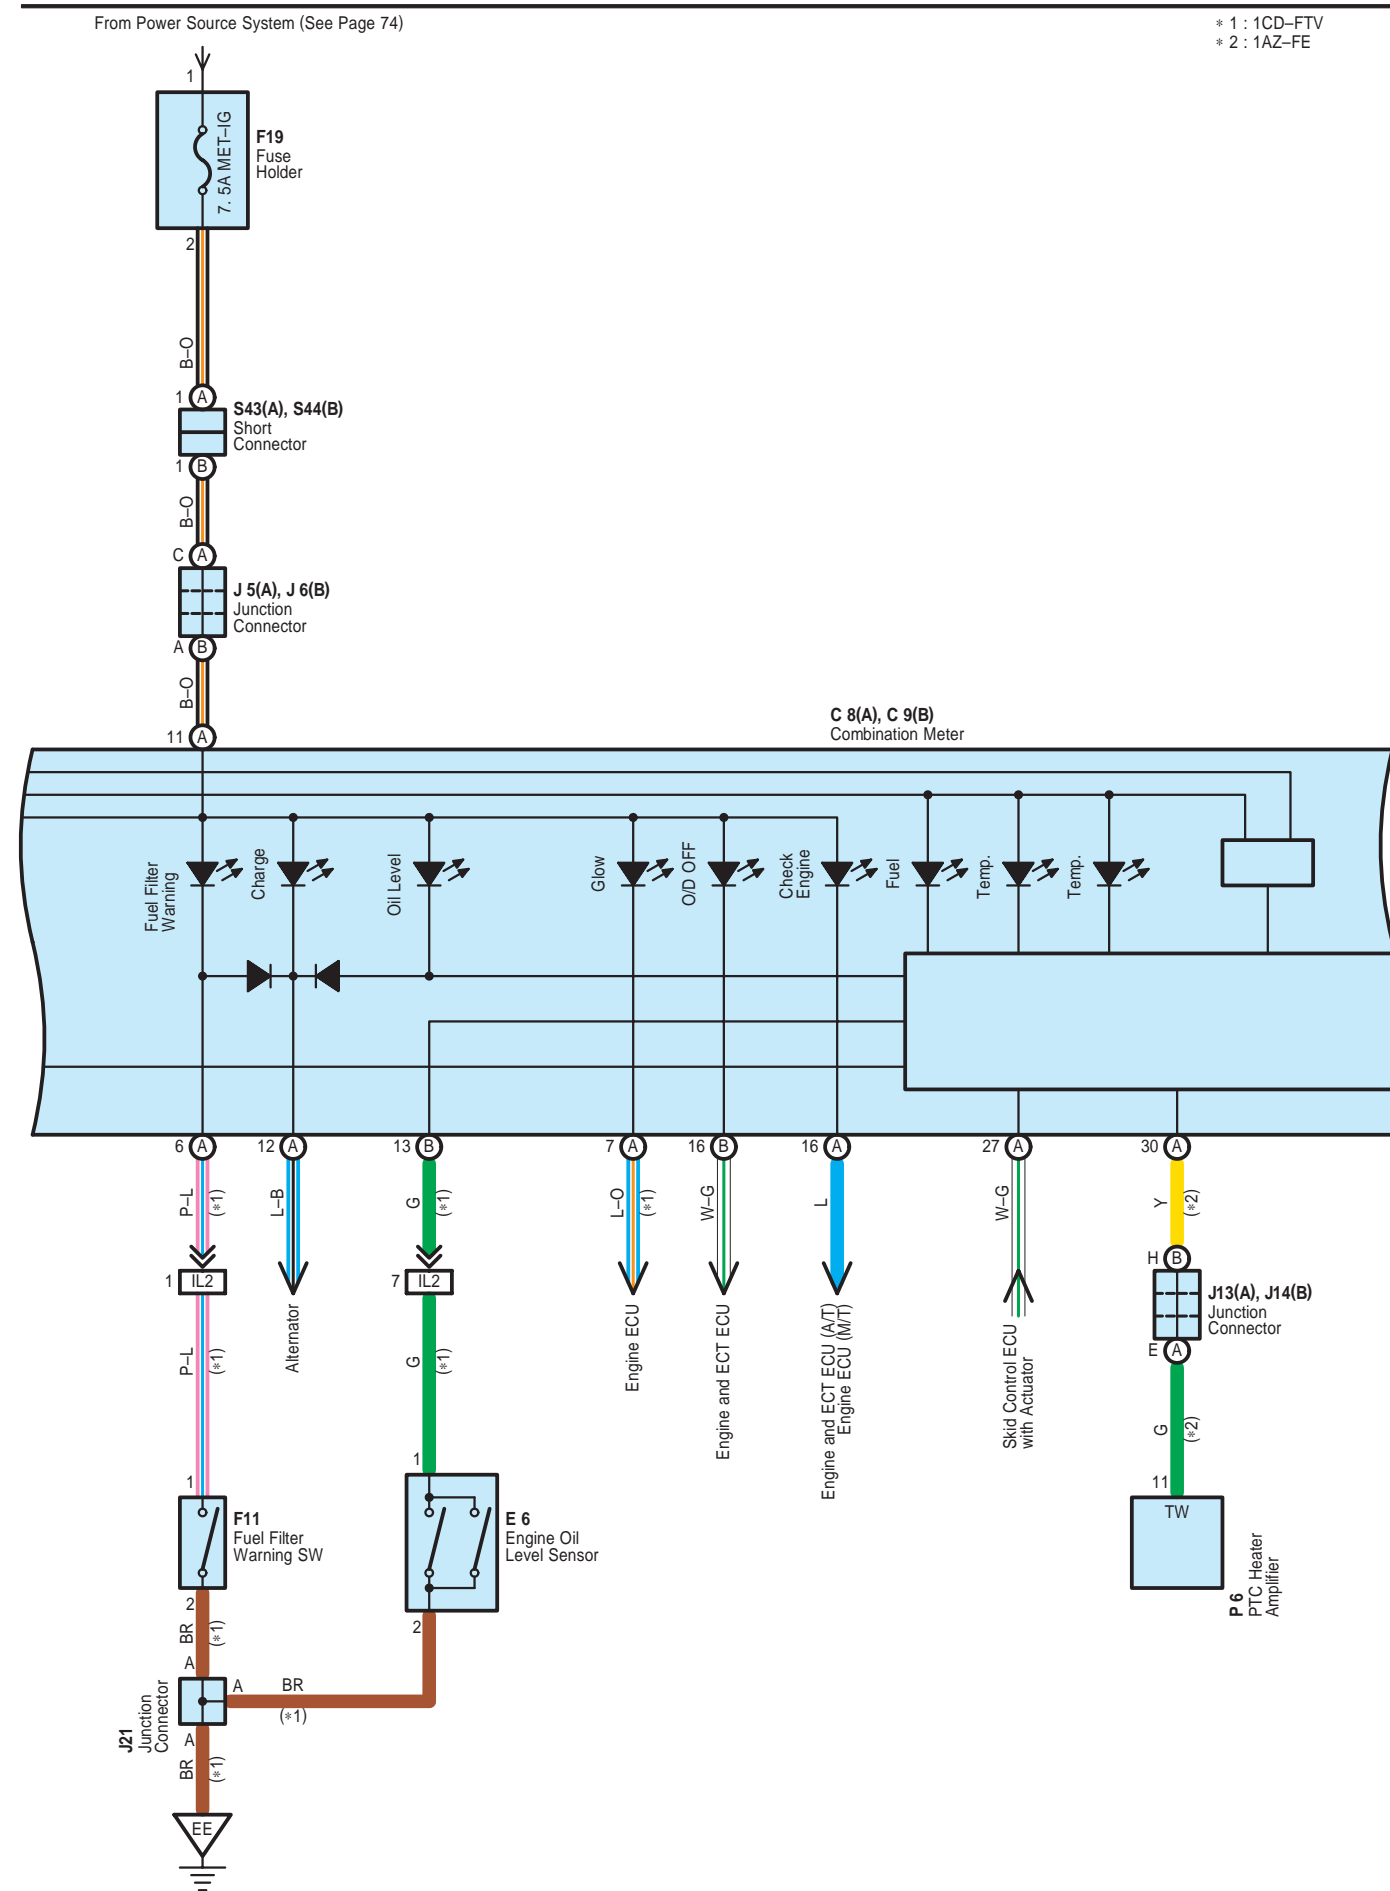 From Power Source System (See Page 74)
* 1 : 1CD–FTV
* 2 : 1AZ–FE
1
7. 5A MET–IG
F19
Fuse
Holder
2
B–O
1
A
S43(A), S44(B)
Short
Connector
1
B
B–O
C
A
J 5(A), J 6(B)
Junction
Connector
A
B
B–O
11
A
C 8(A), C 9(B)
Combination Meter
Fuel Filter
Warning
Charge
Oil Level
Glow
O/D OFF
Check
Engine
Fuel
Temp.
Temp.
6
A
12
A
13
B
7
A
16
B
16
A
27
A
30
A
P–L
(*1)
L–B
G
(*1)
L–O
(*1)
W–G
L
W–G
Y
(*2)
1
IL2
7
IL2
H
B
J13(A), J14(B)
Junction
Connector
E
A
P–L
(*1)
Alternator
G
(*1)
Engine ECU
Engine and ECT ECU
Engine and ECT ECU (A/T)
Engine ECU (M/T)
Skid Control ECU
with Actuator
G
(*2)
1
F11
Fuel Filter
Warning SW
2
1
E 6
Engine Oil
Level Sensor
2
11
TW
P 6
PTC Heater
Amplifier
BR
(*1)
A
A
BR
(*1)
J21
Junction
Connector
A
BR
(*1)
EE